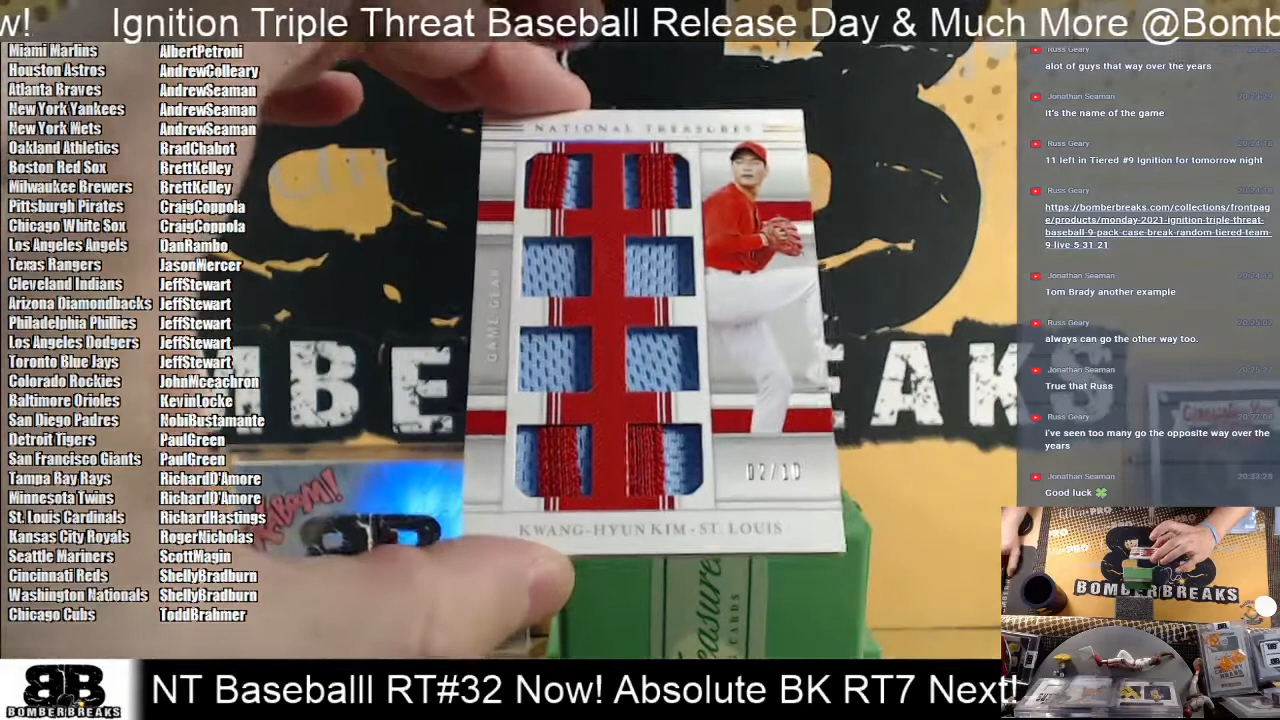 w!
Ignition Triple Threat Baseball Release Day & Much More @Bomb
Miami Marlins AlbertPetroni
Houston Astros AndrewColleary
Atlanta Braves AndrewSeaman
New York Yankees AndrewSeaman
New York Mets AndrewSeaman
Oakland Athletics BradChabot
Boston Red Sox BrettKelley
Milwaukee Brewers BrettKelley
Pittsburgh Pirates CraigCoppola
Chicago White Sox CraigCoppola
Los Angeles Angels DanRambo
Texas Rangers JasonMercer
Cleveland Indians JeffStewart
Arizona Diamondbacks JeffStewart
Philadelphia Phillies JeffStewart
Los Angeles Dodgers JeffStewart
Toronto Blue Jays JeffStewart
Colorado Rockies JohnMceachron
Baltimore Orioles KevinLocke
San Diego Padres NobiBustamante
Detroit Tigers PaulGreen
San Francisco Giants PaulGreen
Tampa Bay Rays RichardD'Amore
Minnesota Twins RichardD'Amore
St. Louis Cardinals RichardHastings
Kansas City Royals RogerNicholas
Seattle Mariners ScottMagin
Cincinnati Reds ShellyBradburn
Washington Nationals ShellyBradburn
Chicago Cubs ToddBrahmer
NATIONAL TREASURES
GAME GEAR
02/10
KWANG-HYUN KIM - ST. LOUIS
MBE
EAKS
easures
CARDS
Russ Geary
alot of guys that way over the years
Jonathan Seaman
it's the name of the game
Russ Geary
11 left in Tiered #9 Ignition for tomorrow night
Russ Geary
https://bomberbreaks.com/collections/frontpag
e/products/monday-2021-ignition-triple-threat-
baseball-9-pack-case-break-random-tiered-team-
9-live-5-31-21
Jonathan Seaman
Tom Brady another example
Russ Geary
always can go the other way too.
Jonathan Seaman
True that Russ
Russ Geary
i've seen too many go the opposite way over the
years
Jonathan Seaman
Good luck 🍀
BOMBERBREAKS
BOMBERBREAKS
NT Baseballl RT#32 Now! Absolute BK RT7 Next!